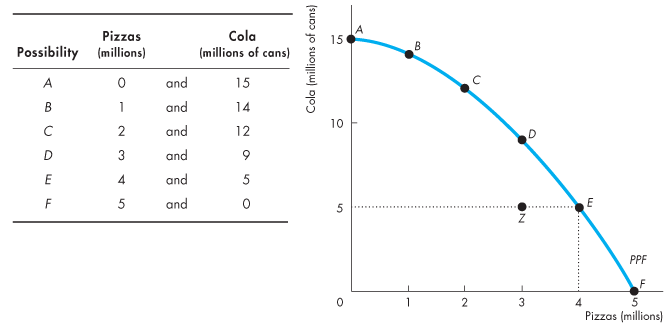 Pizzas Cola
Possibility (millions) (millions of cans)
A 0 and 15
B 1 and 14
C 2 and 12
D 3 and 9
E 4 and 5
F 5 and 0
Cola (millions of cans)
15
10
5
0
1 2 3 4 5
Pizzas (millions)
A
B
C
D
E
Z
PPF
F